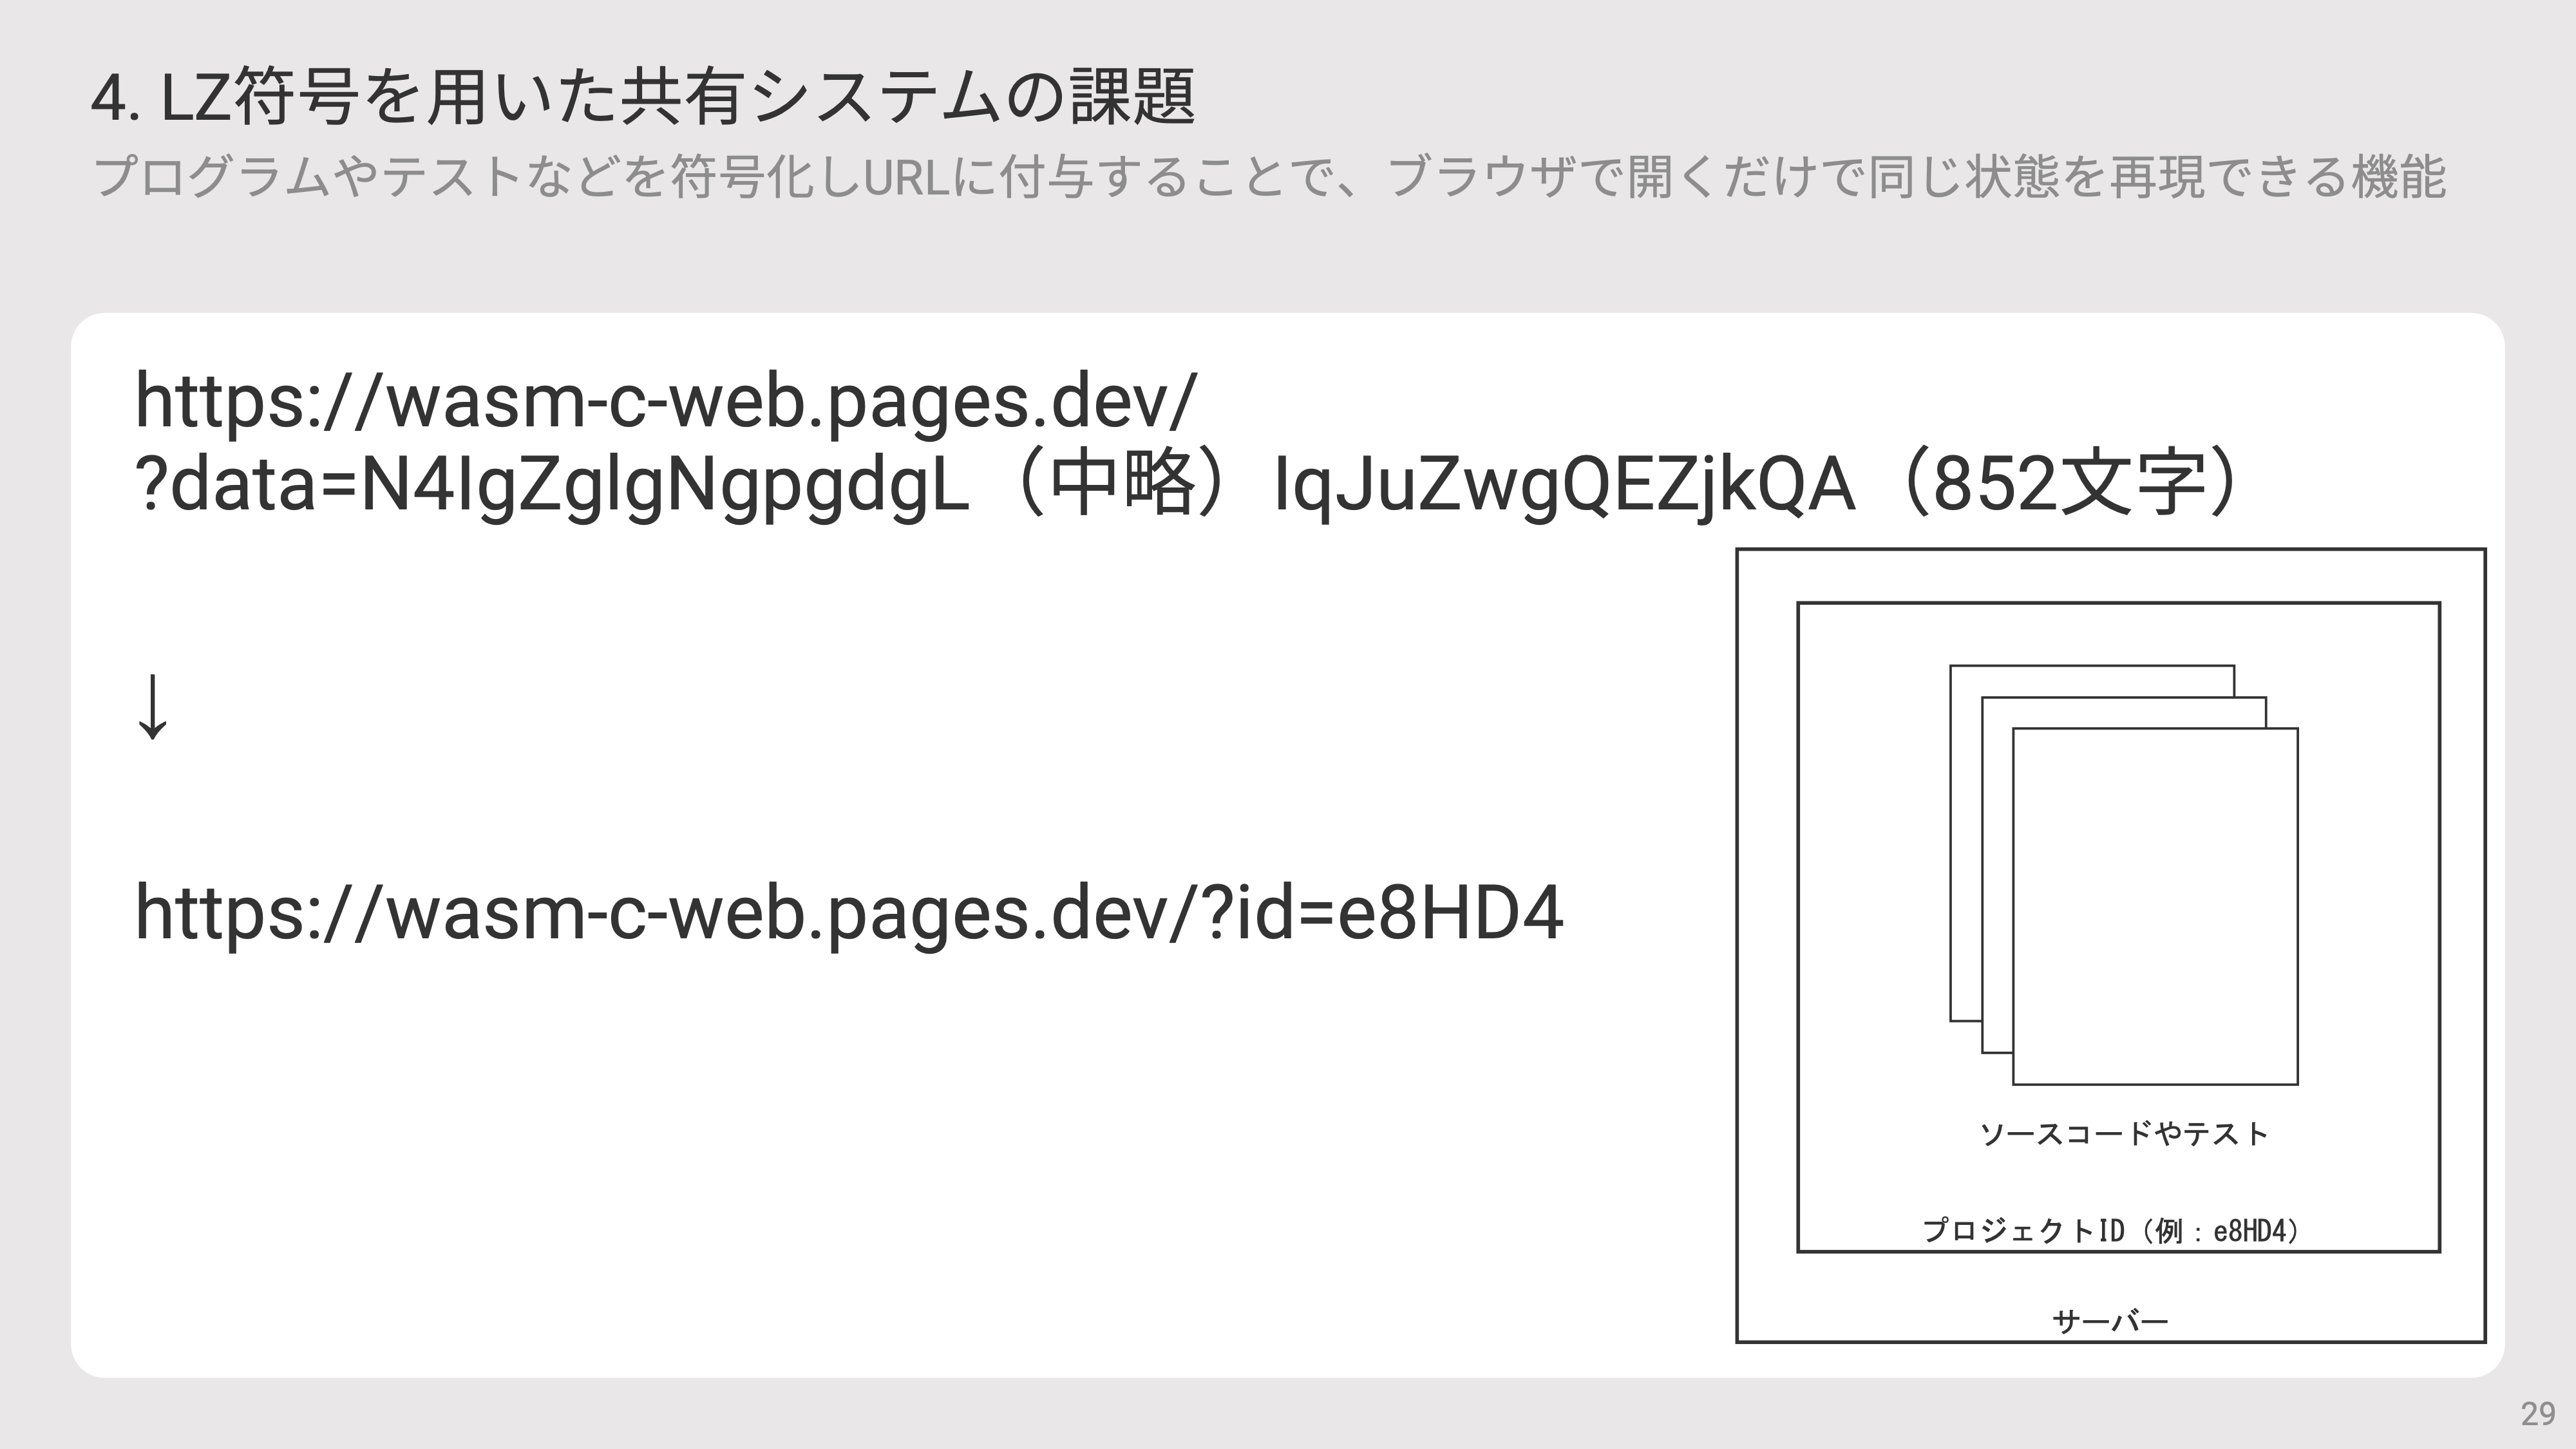 4. LZ符号を用いた共有システムの課題
プログラムやテストなどを符号化しURLに付与することで、ブラウザで開くだけで同じ状態を再現できる機能
https://wasm-c-web.pages.dev/
?data=N4IgZglgNgpgdgL（中略）IqJuZwgQEZjkQA（852文字）
↓
https://wasm-c-web.pages.dev/?id=e8HD4
ソースコードやテスト
プロジェクトID（例：e8HD4）
サーバー
29